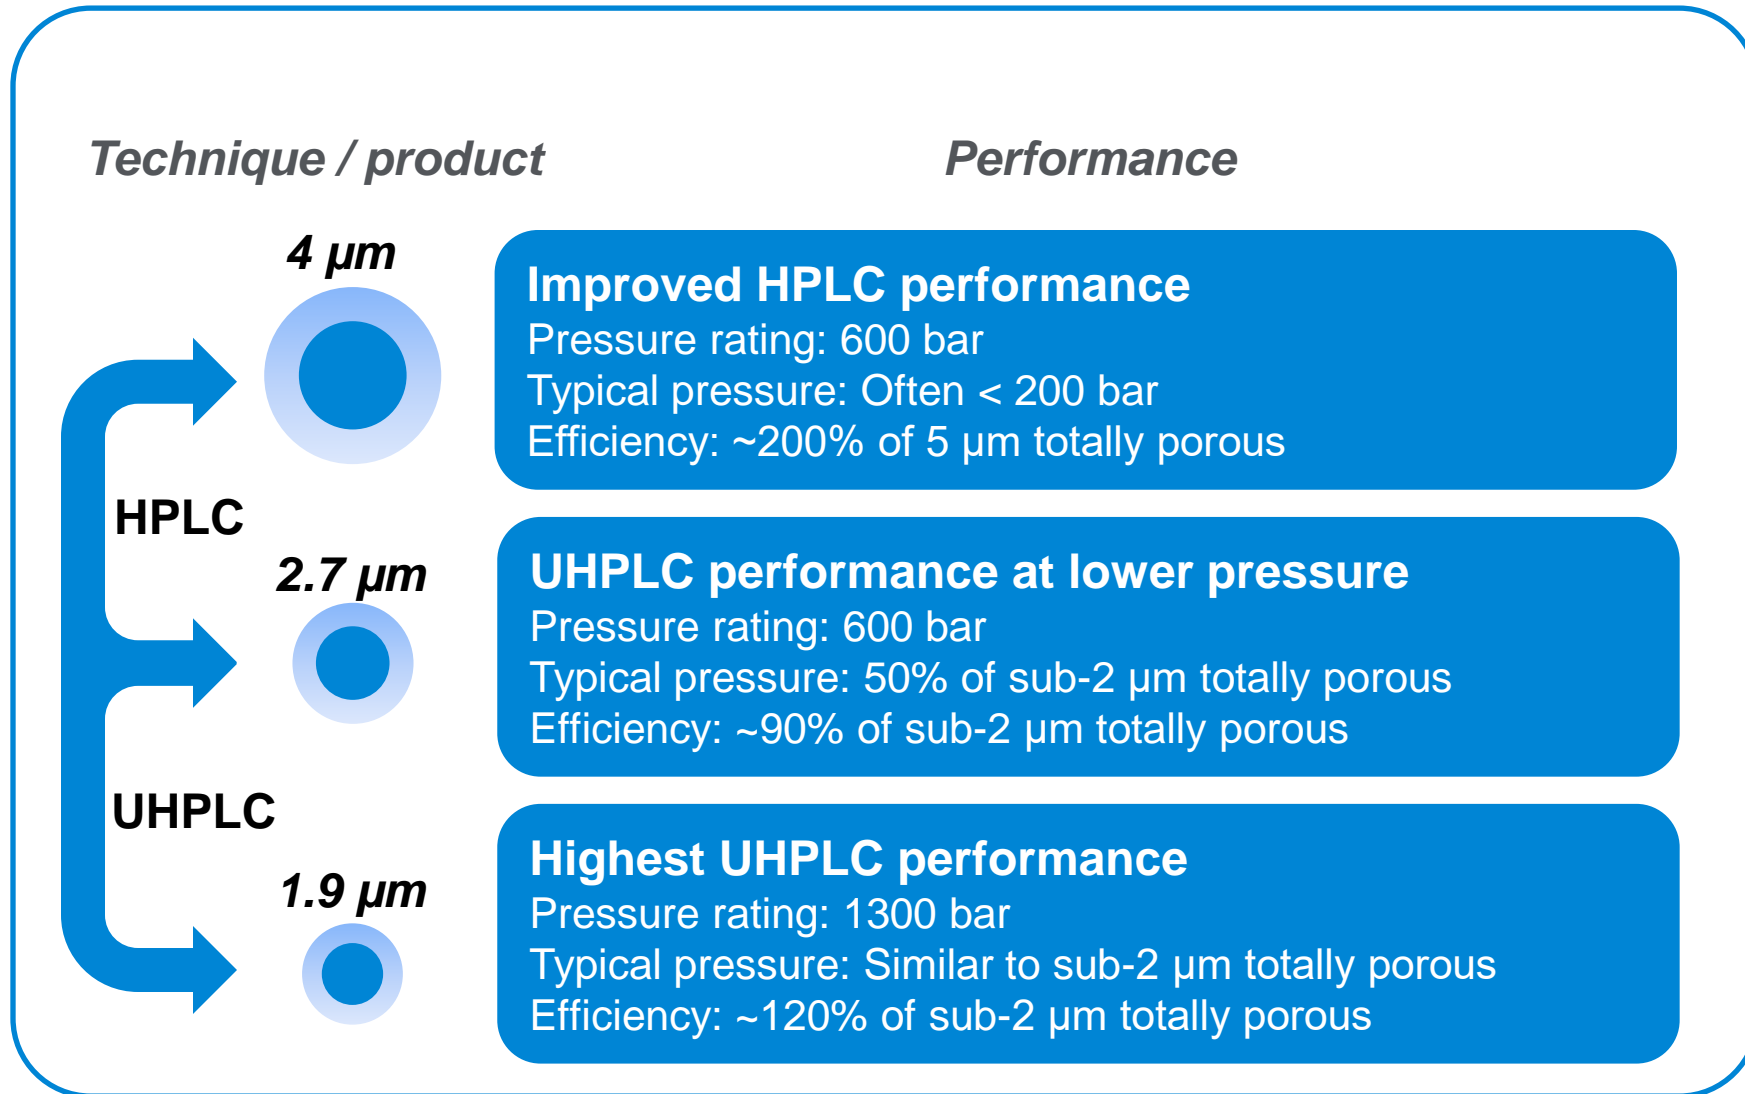 Technique / product
Performance
4 µm
Improved HPLC performance
Pressure rating: 600 bar
Typical pressure: Often < 200 bar
Efficiency: ~200% of 5 µm totally porous
HPLC
2.7 µm
UHPLC performance at lower pressure
Pressure rating: 600 bar
Typical pressure: 50% of sub-2 µm totally porous
Efficiency: ~90% of sub-2 µm totally porous
UHPLC
1.9 µm
Highest UHPLC performance
Pressure rating: 1300 bar
Typical pressure: Similar to sub-2 µm totally porous
Efficiency: ~120% of sub-2 µm totally porous